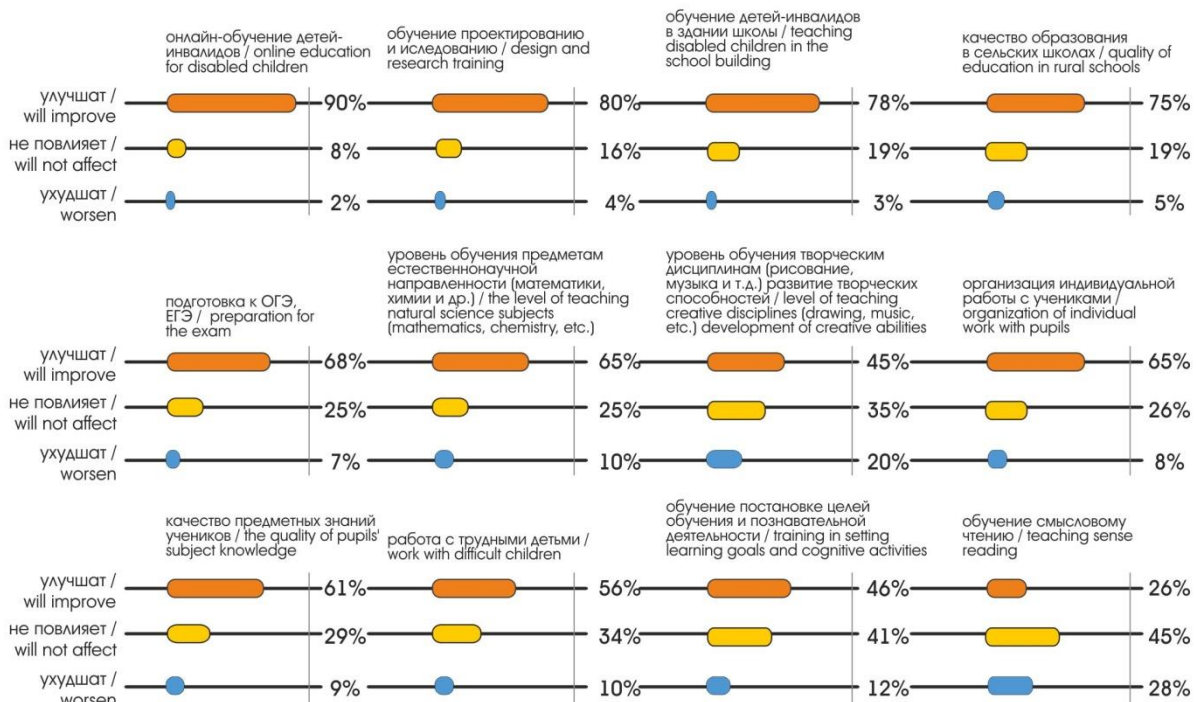 онлайн-обучение детей-
инвалидов / online education
for disabled children
обучение проектированию
и иследованию / design and
research training
обучение детей-инвалидов
в здании школы / teaching
disabled children in the
school building
качество образования
в сельских школах / quality of
education in rural schools
улучшат /
will improve
90%
80%
78%
75%
не повлияет /
will not affect
8%
16%
19%
19%
ухудшат /
worsen
2%
4%
3%
5%
подготовка к ОГЭ,
ЕГЭ / preparation for
the exam
уровень обучения предметам
естественнонаучной
направленности (математики,
химии и др.) / the level of teaching
natural science subjects
(mathematics, chemistry, etc.)
уровень обучения творческим
дисциплинам (рисование,
музыка и т.д.) развитие творческих
способностей / level of teaching
creative disciplines (drawing, music,
etc.) development of creative abilities
организация индивидуальной
работы с учениками /
organization of individual
work with pupils
улучшат /
will improve
68%
65%
45%
65%
не повлияет /
will not affect
25%
25%
35%
26%
ухудшат /
worsen
7%
10%
20%
8%
качество предметных знаний
учеников / the quality of pupils'
subject knowledge
работа с трудными детьми /
work with difficult children
обучение постановке целей
обучения и познавательной
деятельности / training in setting
learning goals and cognitive activities
обучение смысловому
чтению / teaching sense
reading
улучшат /
will improve
61%
56%
46%
26%
не повлияет /
will not affect
29%
34%
41%
45%
ухудшат /
worsen
9%
10%
12%
28%